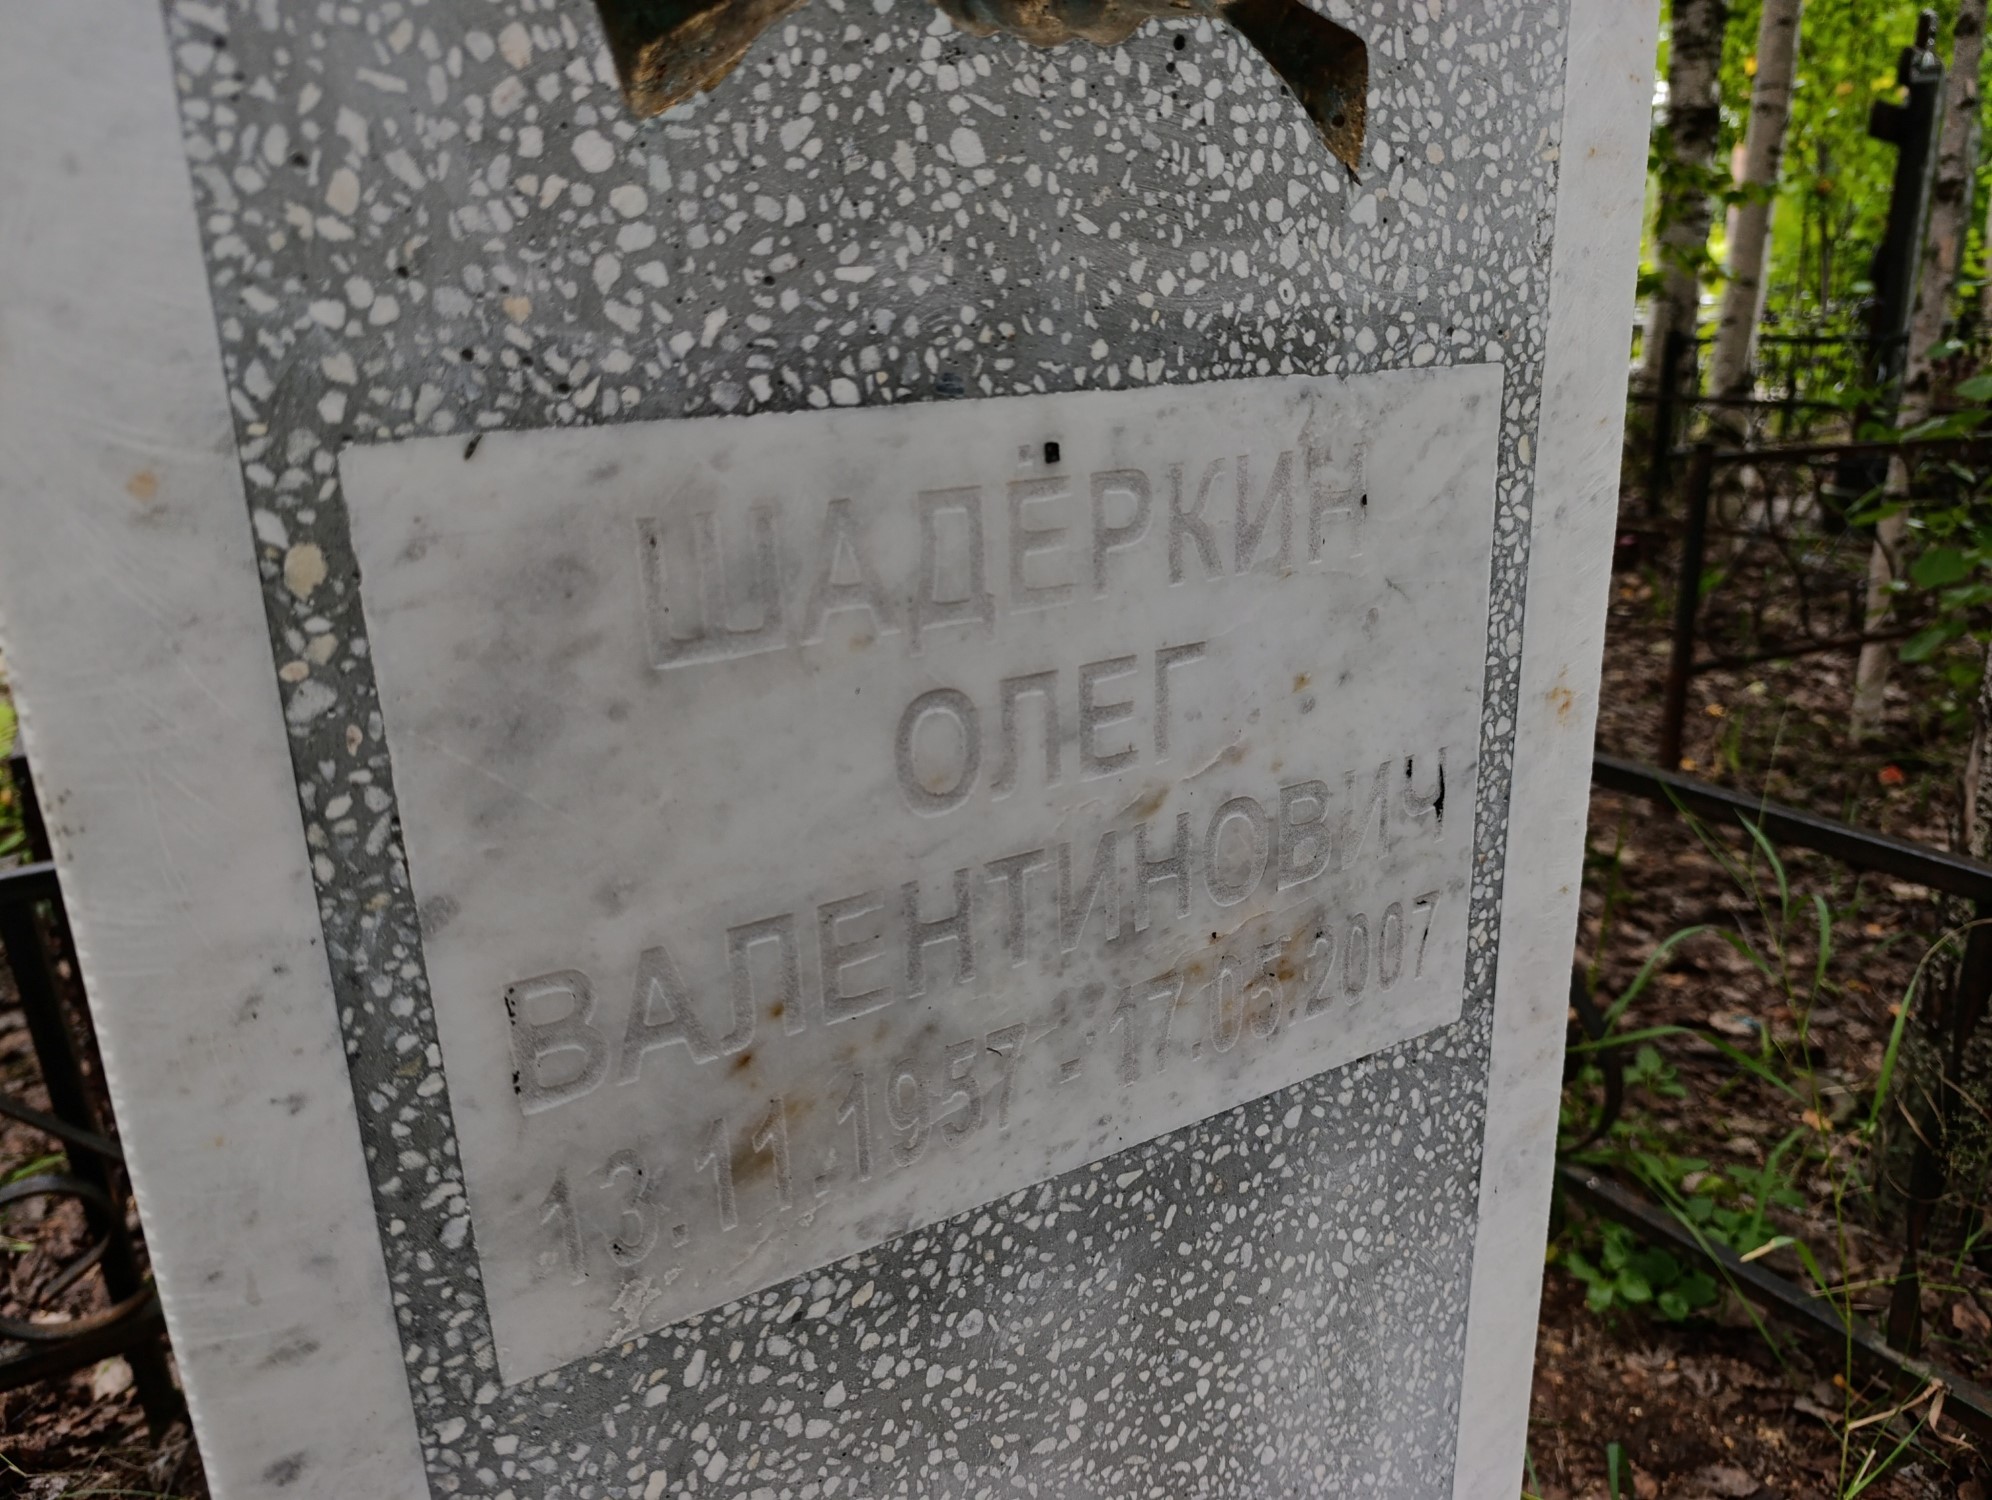 ШАДЁРКИН
ОЛЕГ
ВАЛЕНТИНОВИЧ
13.11.1957 - 17.05.2007